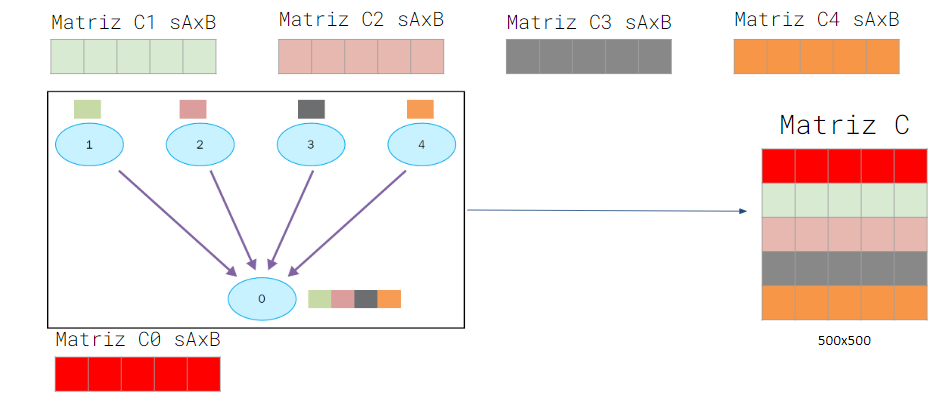 Matriz C1 sAxB
Matriz C2 sAxB
Matriz C3 sAxB
Matriz C4 sAxB
1
2
3
4
0
Matriz C
500x500
Matriz C0 sAxB